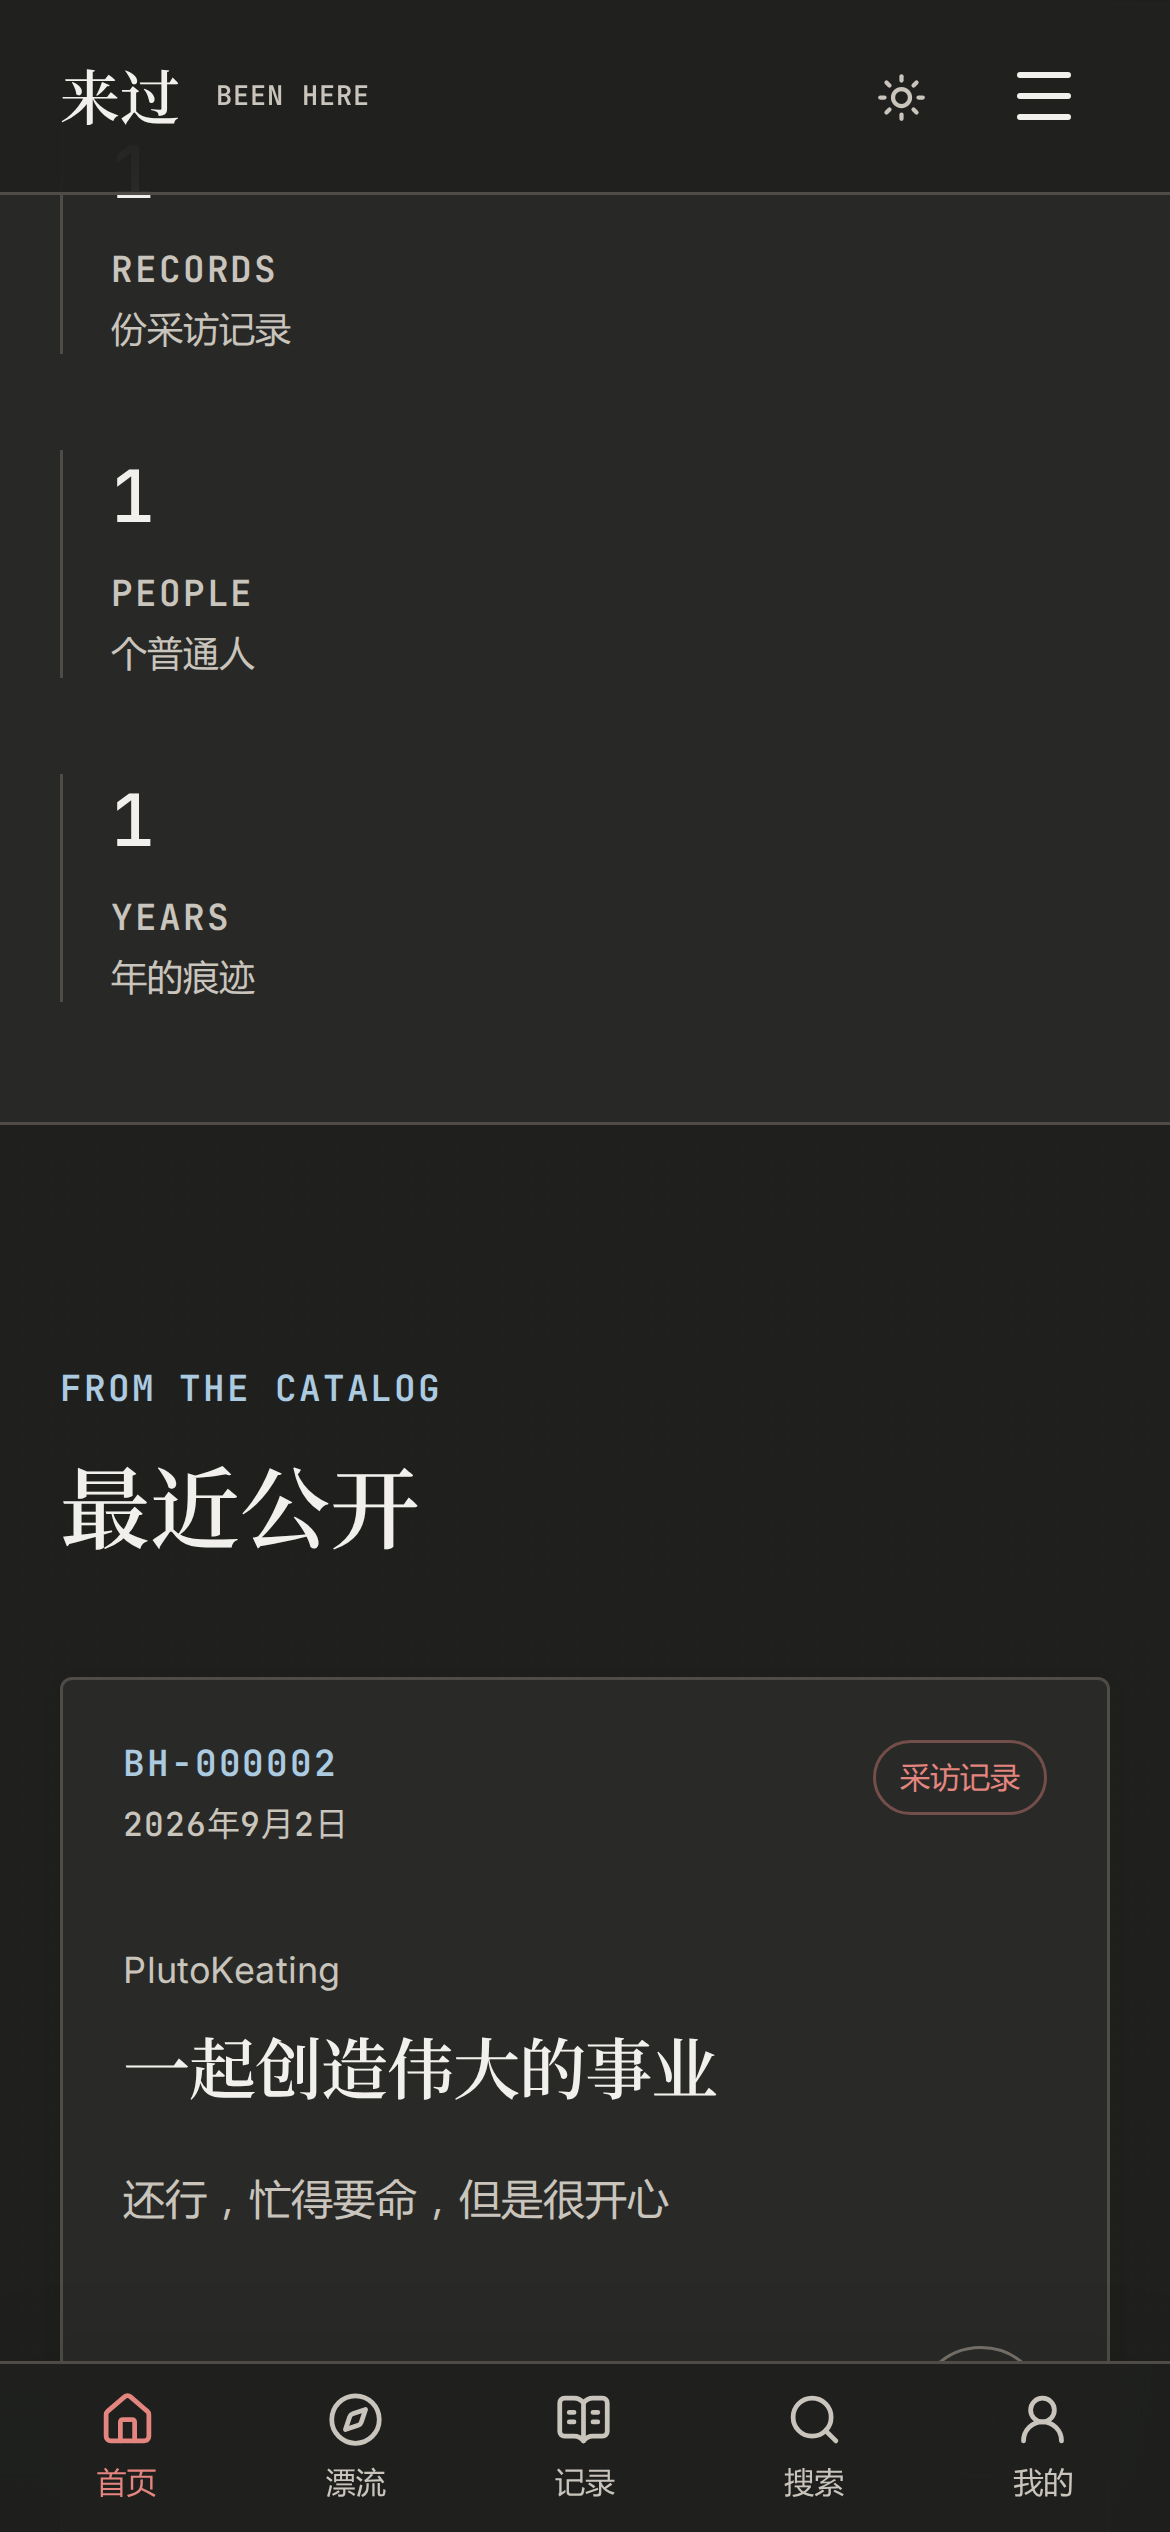 来过 BEEN HERE
1
RECORDS
份采访记录
1
PEOPLE
个普通人
1
YEARS
年的痕迹
FROM THE CATALOG
最近公开
BH-000002
采访记录
2026年9月2日
PlutoKeating
一起创造伟大的事业
还行，忙得要命，但是很开心
首页 漂流 记录 搜索 我的